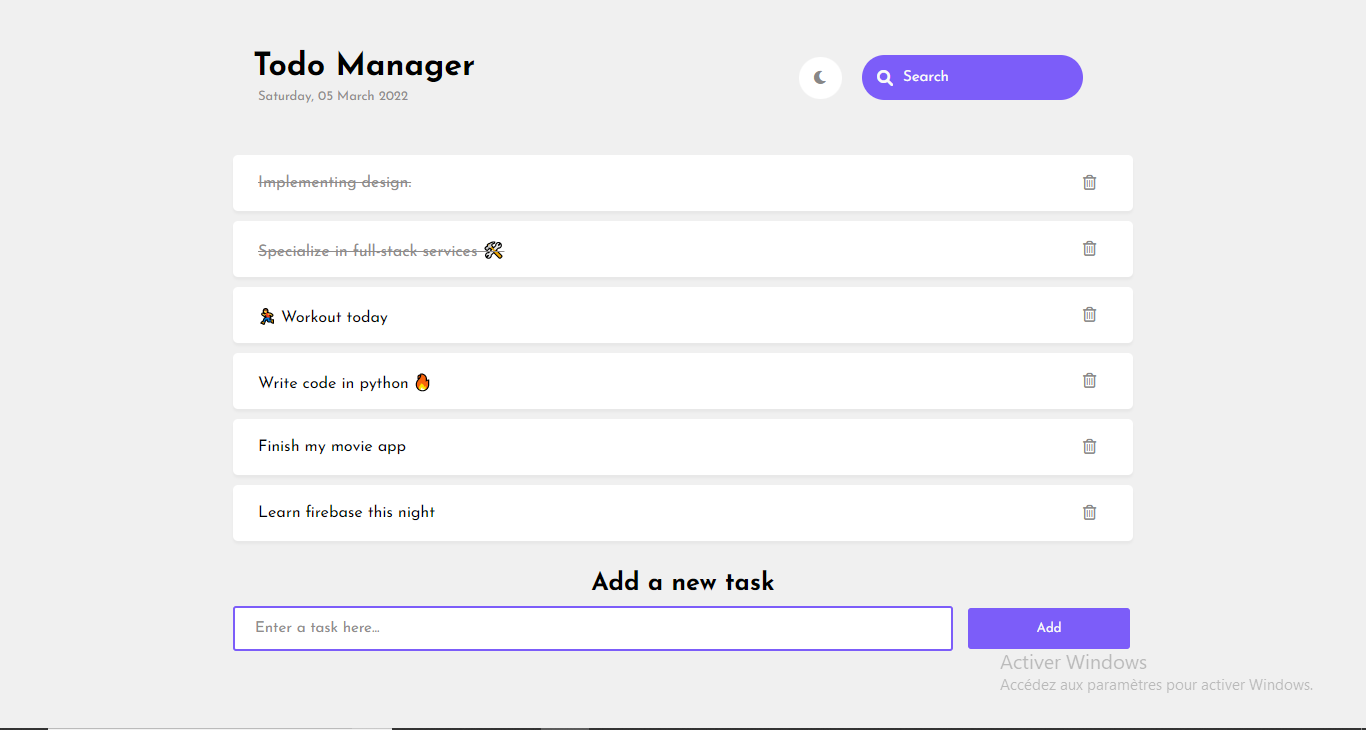 Todo Manager
Saturday, 05 March 2022
Search
Implementing design.
Specialize in full-stack services 🛠
🏃 Workout today
Write code in python 🔥
Finish my movie app
Learn firebase this night
Add a new task
Enter a task here...
Add
Activer Windows
Accédez aux paramètres pour activer Windows.